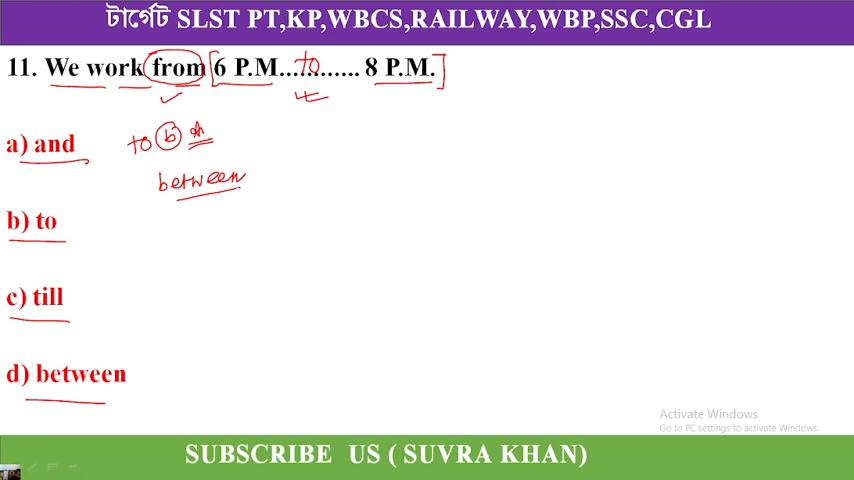 টার্গেট SLST PT,KP,WBCS,RAILWAY,WBP,SSC,CGL
11. We work from 6 P.M............. 8 P.M.
to
a) and
to b
between
b) to
c) till
d) between
Activate Windows
Go to PC settings to activate Windows.
SUBSCRIBE US ( SUVRA KHAN)